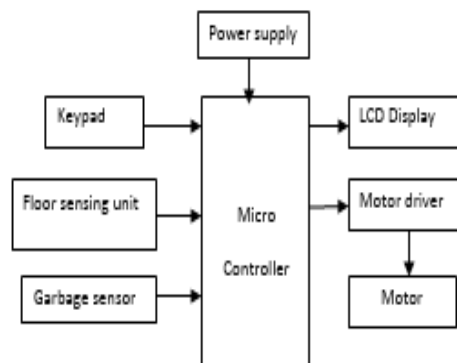 Power supply
Keypad
LCD Display
Floor sensing unit
Motor driver
Micro
Controller
Garbage sensor
Motor